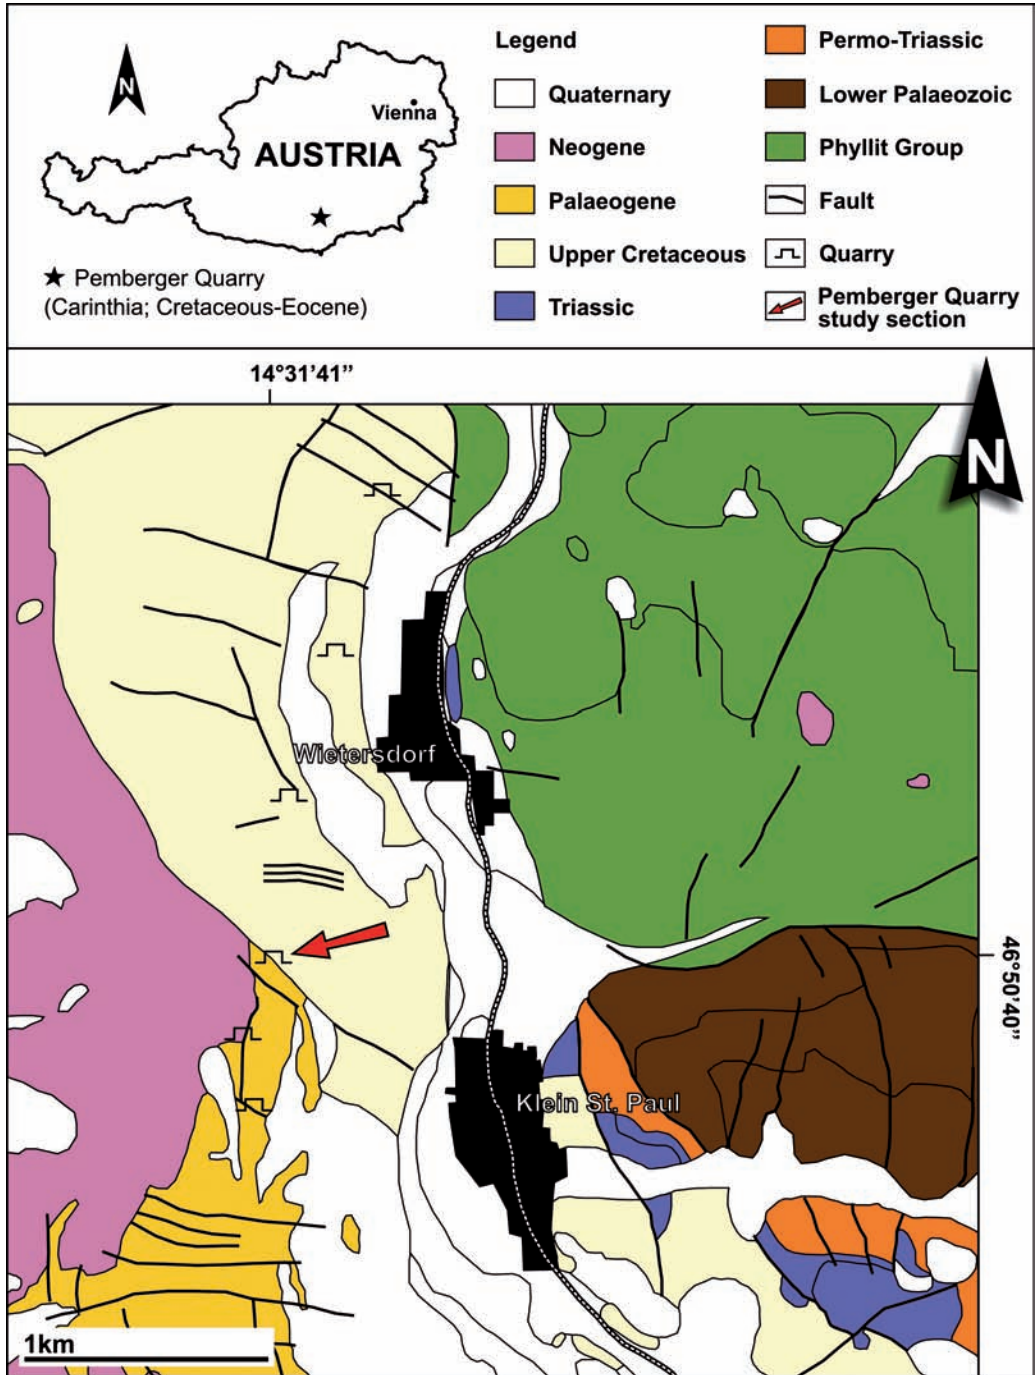 N
Vienna
AUSTRIA
★ Pemberger Quarry
(Carinthia; Cretaceous-Eocene)
Legend
Quaternary
Neogene
Palaeogene
Upper Cretaceous
Triassic
Permo-Triassic
Lower Palaeozoic
Phyllit Group
Fault
Quarry
Pemberger Quarry
study section
14°31’41”
N
Wietersdorf
46°50’40”
Klein St. Paul
1km